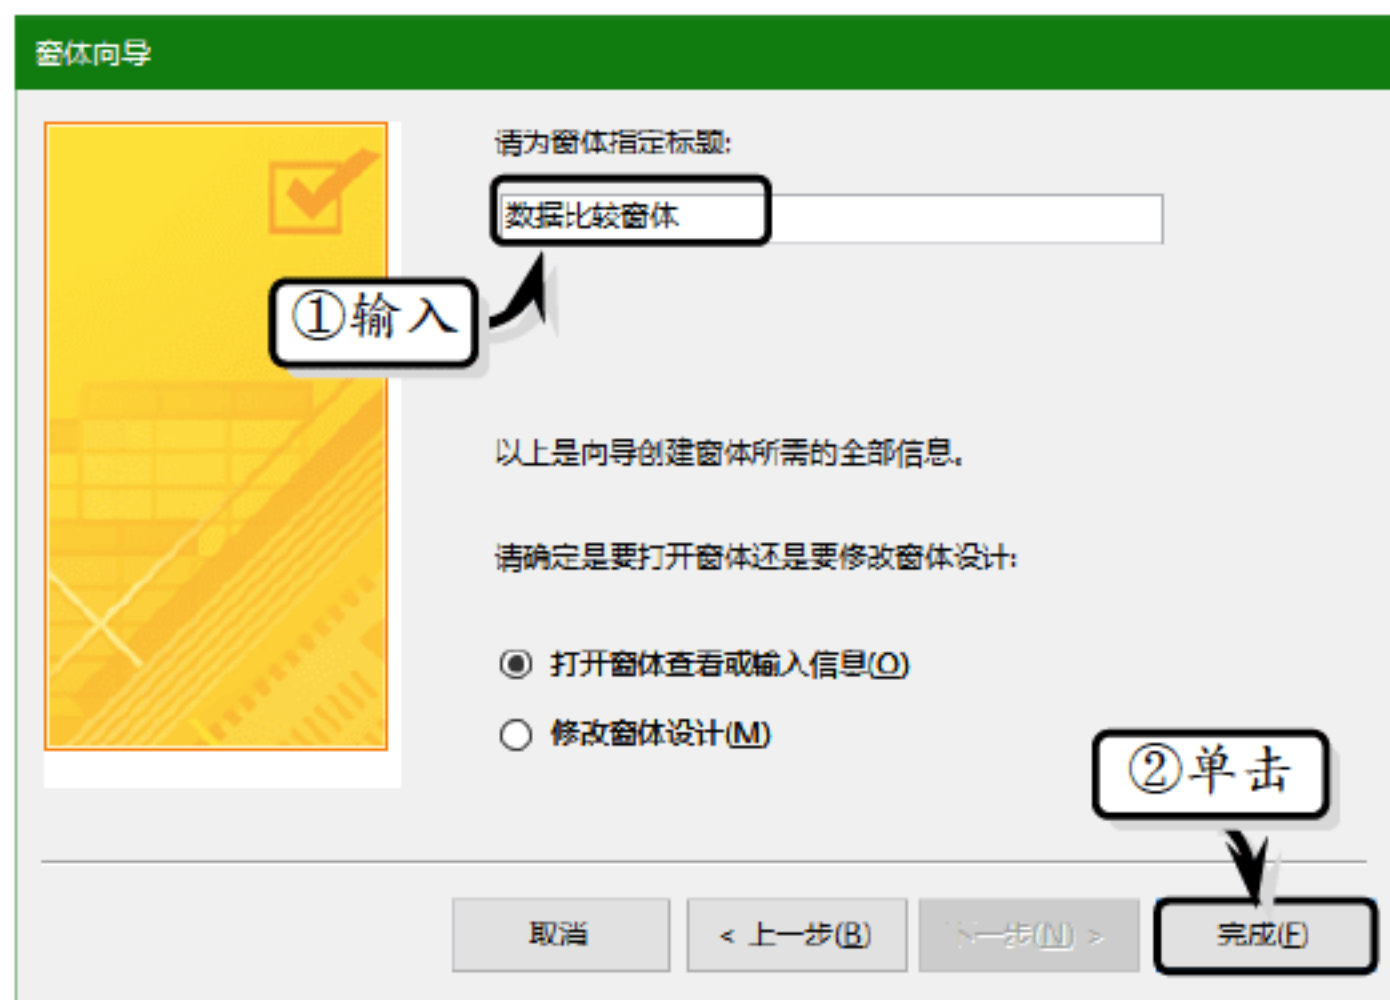 窗体向导
请为窗体指定标题:
数据比较窗体
①输入
以上是向导创建窗体所需的全部信息。
请确定是要打开窗体还是要修改窗体设计:
打开窗体查看或输入信息(O)
修改窗体设计(M)
②单击
取消
< 上一步(B)
下一步(N) >
完成(F)